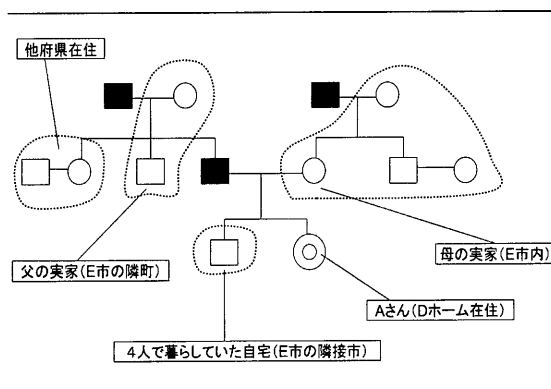 他府県在住
父の実家(E市の隣町)
母の実家(E市内)
Aさん(Dホーム在住)
4人で暮らしていた自宅(E市の隣接市)